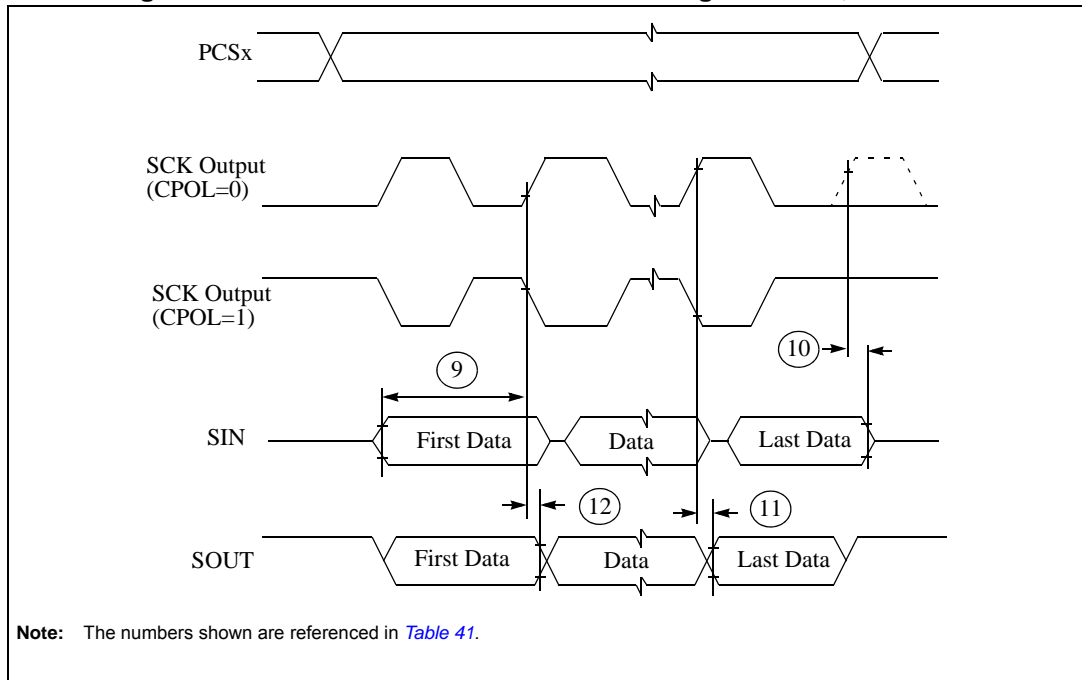 PCSx
SCK Output
(CPOL=0)
SCK Output
(CPOL=1)
10
9
SIN
First Data
Data
Last Data
12
11
SOUT
First Data
Data
Last Data
Note: The numbers shown are referenced in Table 41.